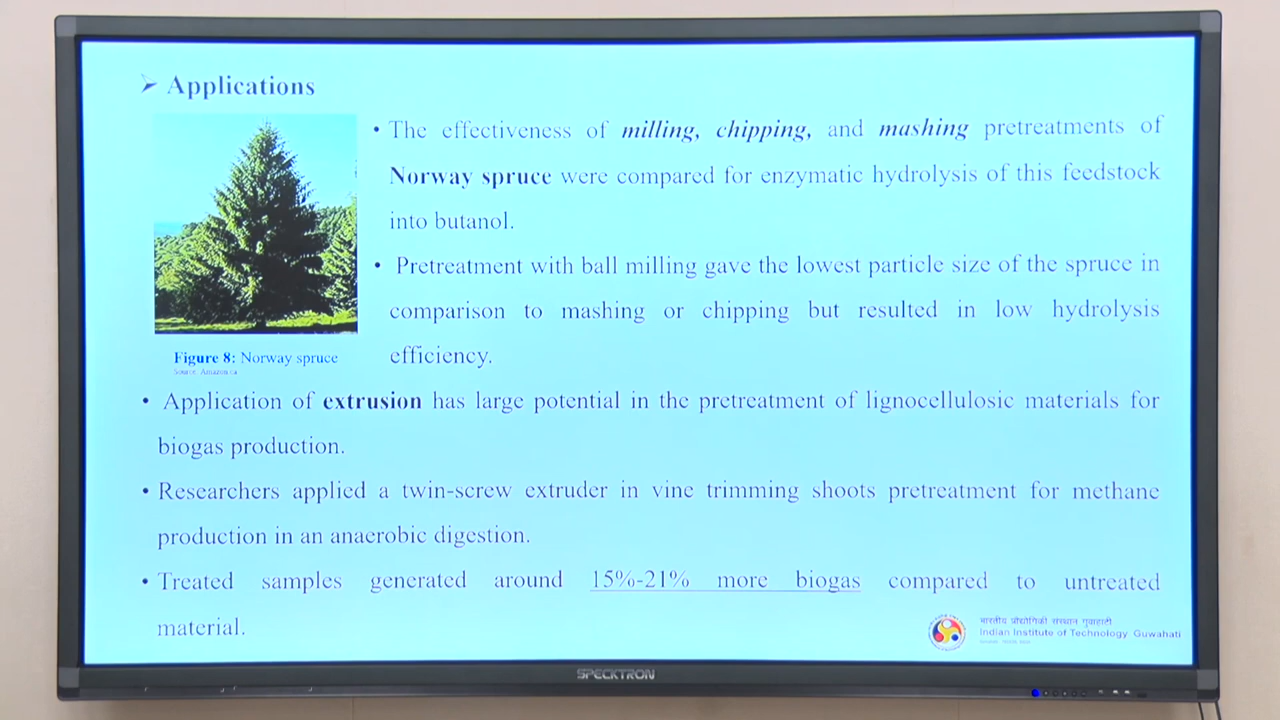 Applications
• The effectiveness of milling, chipping, and mashing pretreatments of
Norway spruce were compared for enzymatic hydrolysis of this feedstock
into butanol.
• Pretreatment with ball milling gave the lowest particle size of the spruce in
comparison to mashing or chipping but resulted in low hydrolysis
efficiency.
Figure 8: Norway spruce
Source: Amazon.ca
• Application of extrusion has large potential in the pretreatment of lignocellulosic materials for
biogas production.
• Researchers applied a twin-screw extruder in vine trimming shoots pretreatment for methane
production in an anaerobic digestion.
• Treated samples generated around 15%-21% more biogas compared to untreated
material.
भारतीय प्रौद्योगिकी संस्थान गुवाहाटी
Indian Institute of Technology Guwahati
SPECKTRON